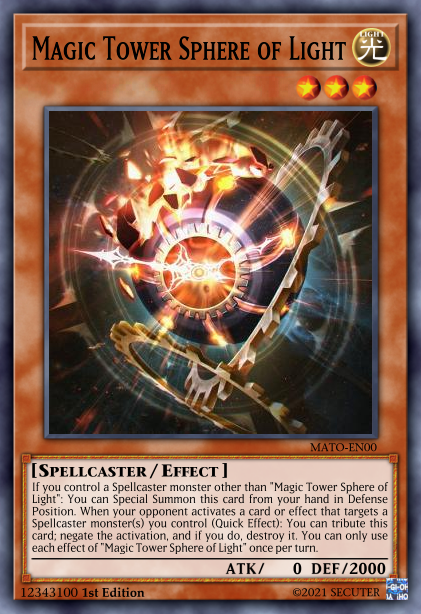 Magic Tower Sphere of Light
LIGHT
光
MATO-EN00
[Spellcaster / Effect]
If you control a Spellcaster monster other than "Magic Tower Sphere of
Light": You can Special Summon this card from your hand in Defense
Position. When your opponent activates a card or effect that targets a
Spellcaster monster(s) you control (Quick Effect): You can tribute this
card; negate the activation, and if you do, destroy it. You can only use
each effect of "Magic Tower Sphere of Light" once per turn.
ATK/ 0 DEF/2000
12343100 1st Edition
©2021 SECUTER